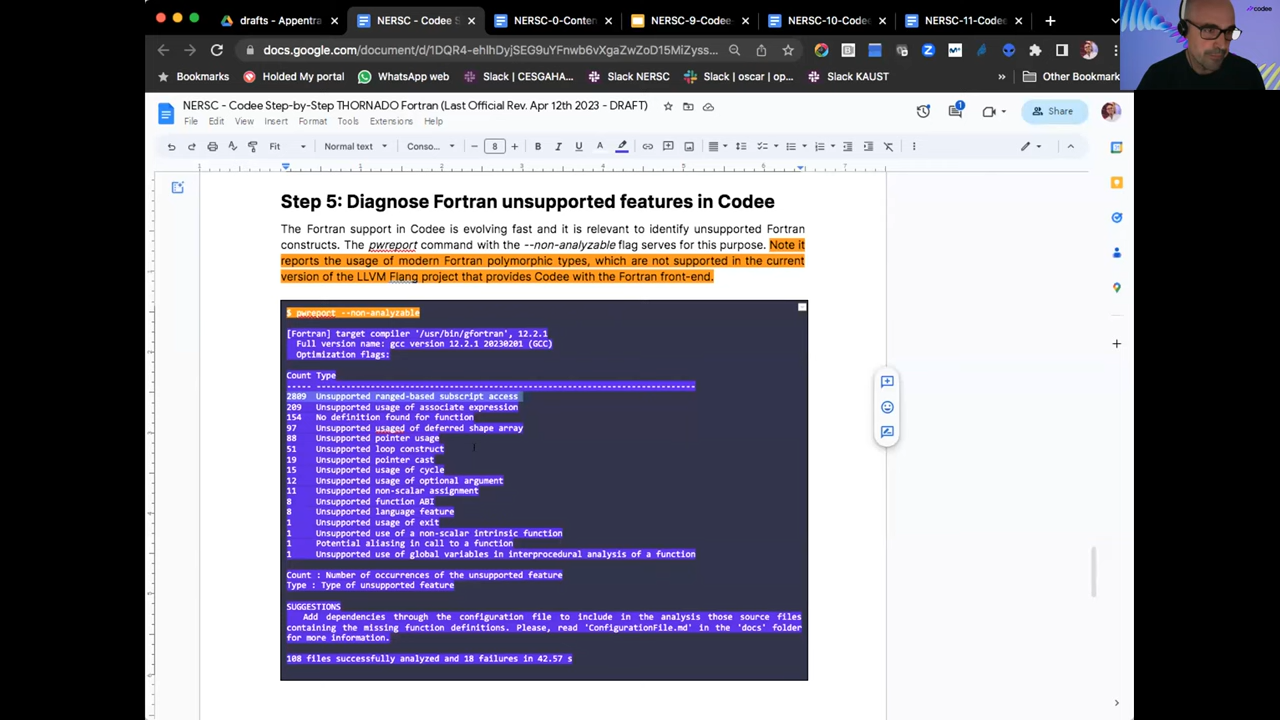 drafts - Appentra
NERSC - Codee S
NERSC-0-Conten
NERSC-9-Codee
NERSC-10-Codee
NERSC-11-Codee
codee
docs.google.com/document/d/1DQR4-ehlhDyjSEG9uYFnwb6vXgaZwZoD15MiZyss...
Bookmarks
Holded My portal
WhatsApp web
Slack | CESGAHA...
Slack NERSC
Slack | oscar | op...
Slack KAUST
»
Other Bookmark
NERSC - Codee Step-by-Step THORNADO Fortran (Last Official Rev. Apr 12th 2023 - DRAFT)
File Edit View Insert Format Tools Extensions Help
1
Share
Fit
Normal text
Conso...
8
B I U A
1 2 3 4 5 6 7
Step 5: Diagnose Fortran unsupported features in Codee
The Fortran support in Codee is evolving fast and it is relevant to identify unsupported Fortran
constructs. The pwreport command with the --non-analyzable flag serves for this purpose. Note it
reports the usage of modern Fortran polymorphic types, which are not supported in the current
version of the LLVM Flang project that provides Codee with the Fortran front-end.
$ pwreport --non-analyzable
[Fortran] target compiler '/usr/bin/gfortran', 12.2.1
Full version name: gcc version 12.2.1 20230201 (GCC)
Optimization flags:
Count Type
----- ----------------------------------------------------------------------
2809 Unsupported ranged-based subscript access
209 Unsupported usage of associate expression
154 No definition found for function
97 Unsupported usaged of deferred shape array
88 Unsupported pointer usage
51 Unsupported loop construct
19 Unsupported pointer cast
15 Unsupported usage of cycle
12 Unsupported usage of optional argument
11 Unsupported non-scalar assignment
8 Unsupported function ABI
8 Unsupported language feature
1 Unsupported usage of exit
1 Unsupported use of a non-scalar intrinsic function
1 Potential aliasing in call to a function
1 Unsupported use of global variables in interprocedural analysis of a function
Count : Number of occurrences of the unsupported feature
Type : Type of unsupported feature
SUGGESTIONS
Add dependencies through the configuration file to include in the analysis those source files
containing the missing function definitions. Please, read 'ConfigurationFile.md' in the 'docs' folder
for more information.
108 files successfully analyzed and 18 failures in 42.57 s